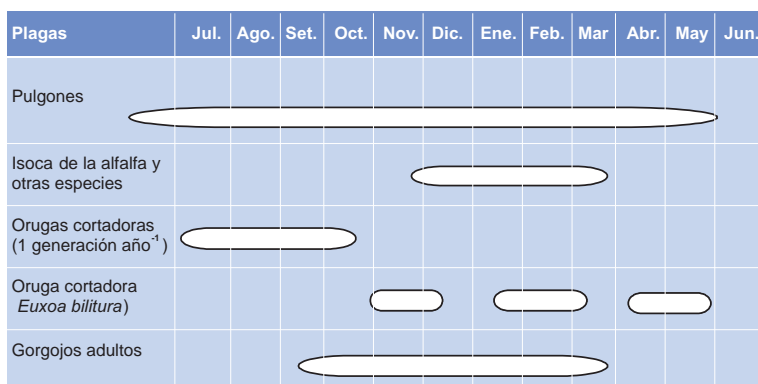 Plagas Jul. Ago. Set. Oct. Nov. Dic. Ene. Feb. Mar Abr. May Jun.
Pulgones
Isoca de la alfalfa y
otras especies
Orugas cortadoras
(1 generación año⁻¹)
Oruga cortadora
Euxoa bilitura)
Gorgojos adultos